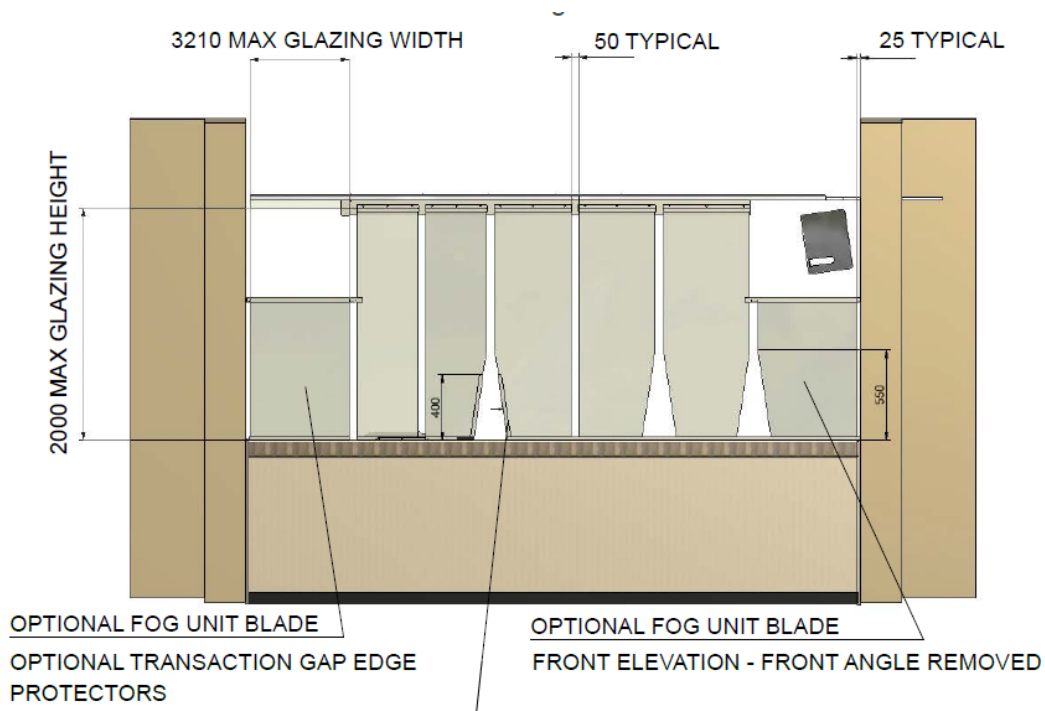 3210 MAX GLAZING WIDTH
50 TYPICAL
25 TYPICAL
2000 MAX GLAZING HEIGHT
400
550
OPTIONAL FOG UNIT BLADE
OPTIONAL TRANSACTION GAP EDGE
PROTECTORS
OPTIONAL FOG UNIT BLADE
FRONT ELEVATION - FRONT ANGLE REMOVED